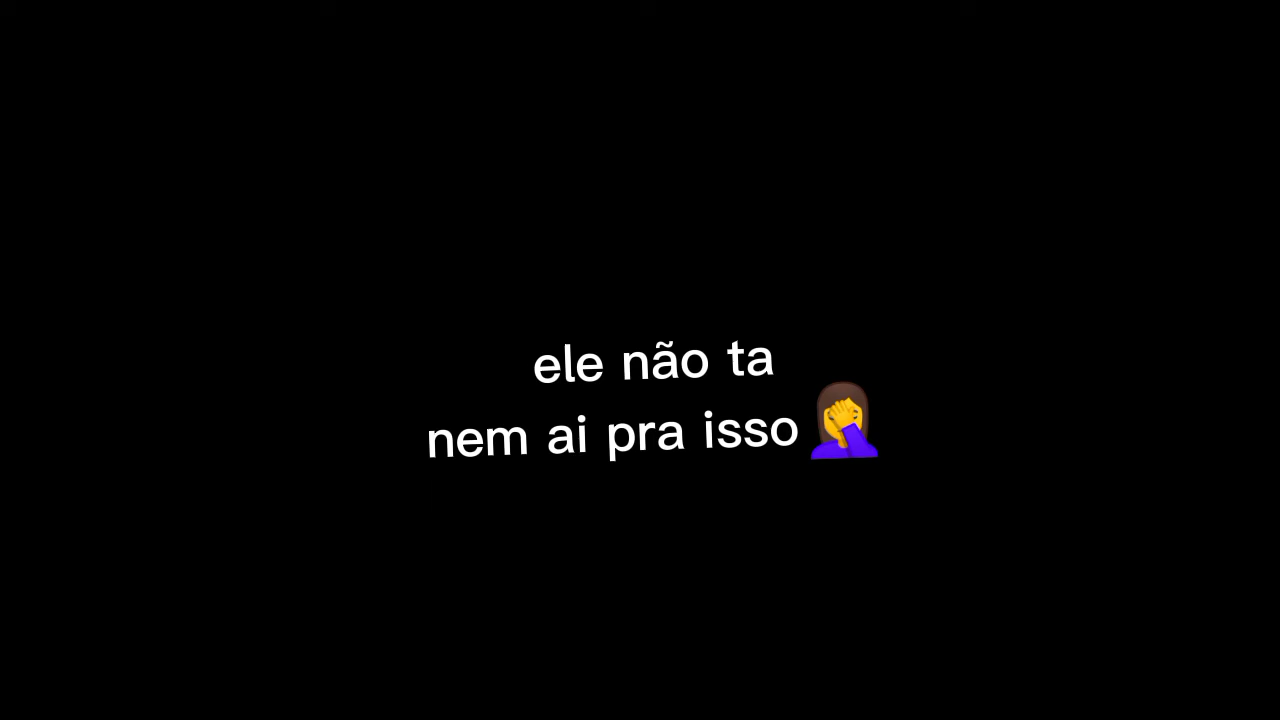 ele não ta
nem ai pra isso 🤦‍♀️